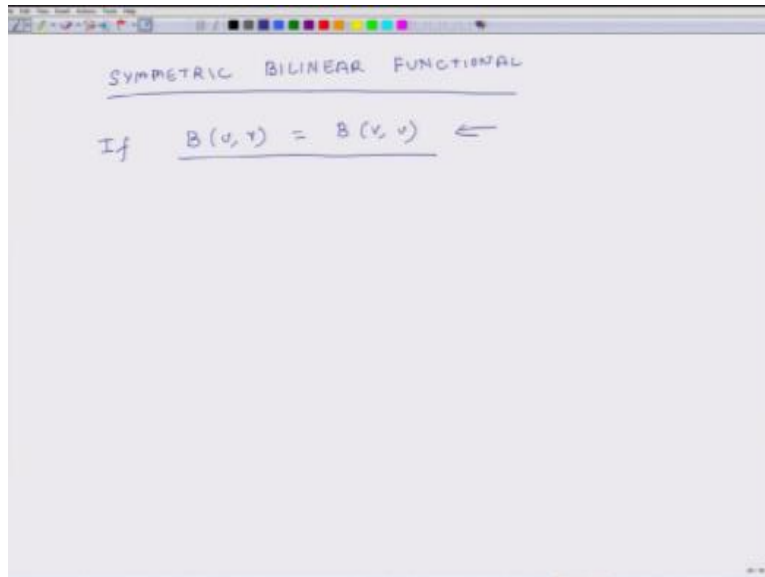 SYMMETRIC BILINEAR FUNCTIONAL
If B(u, v) = B(v, u) ⟸